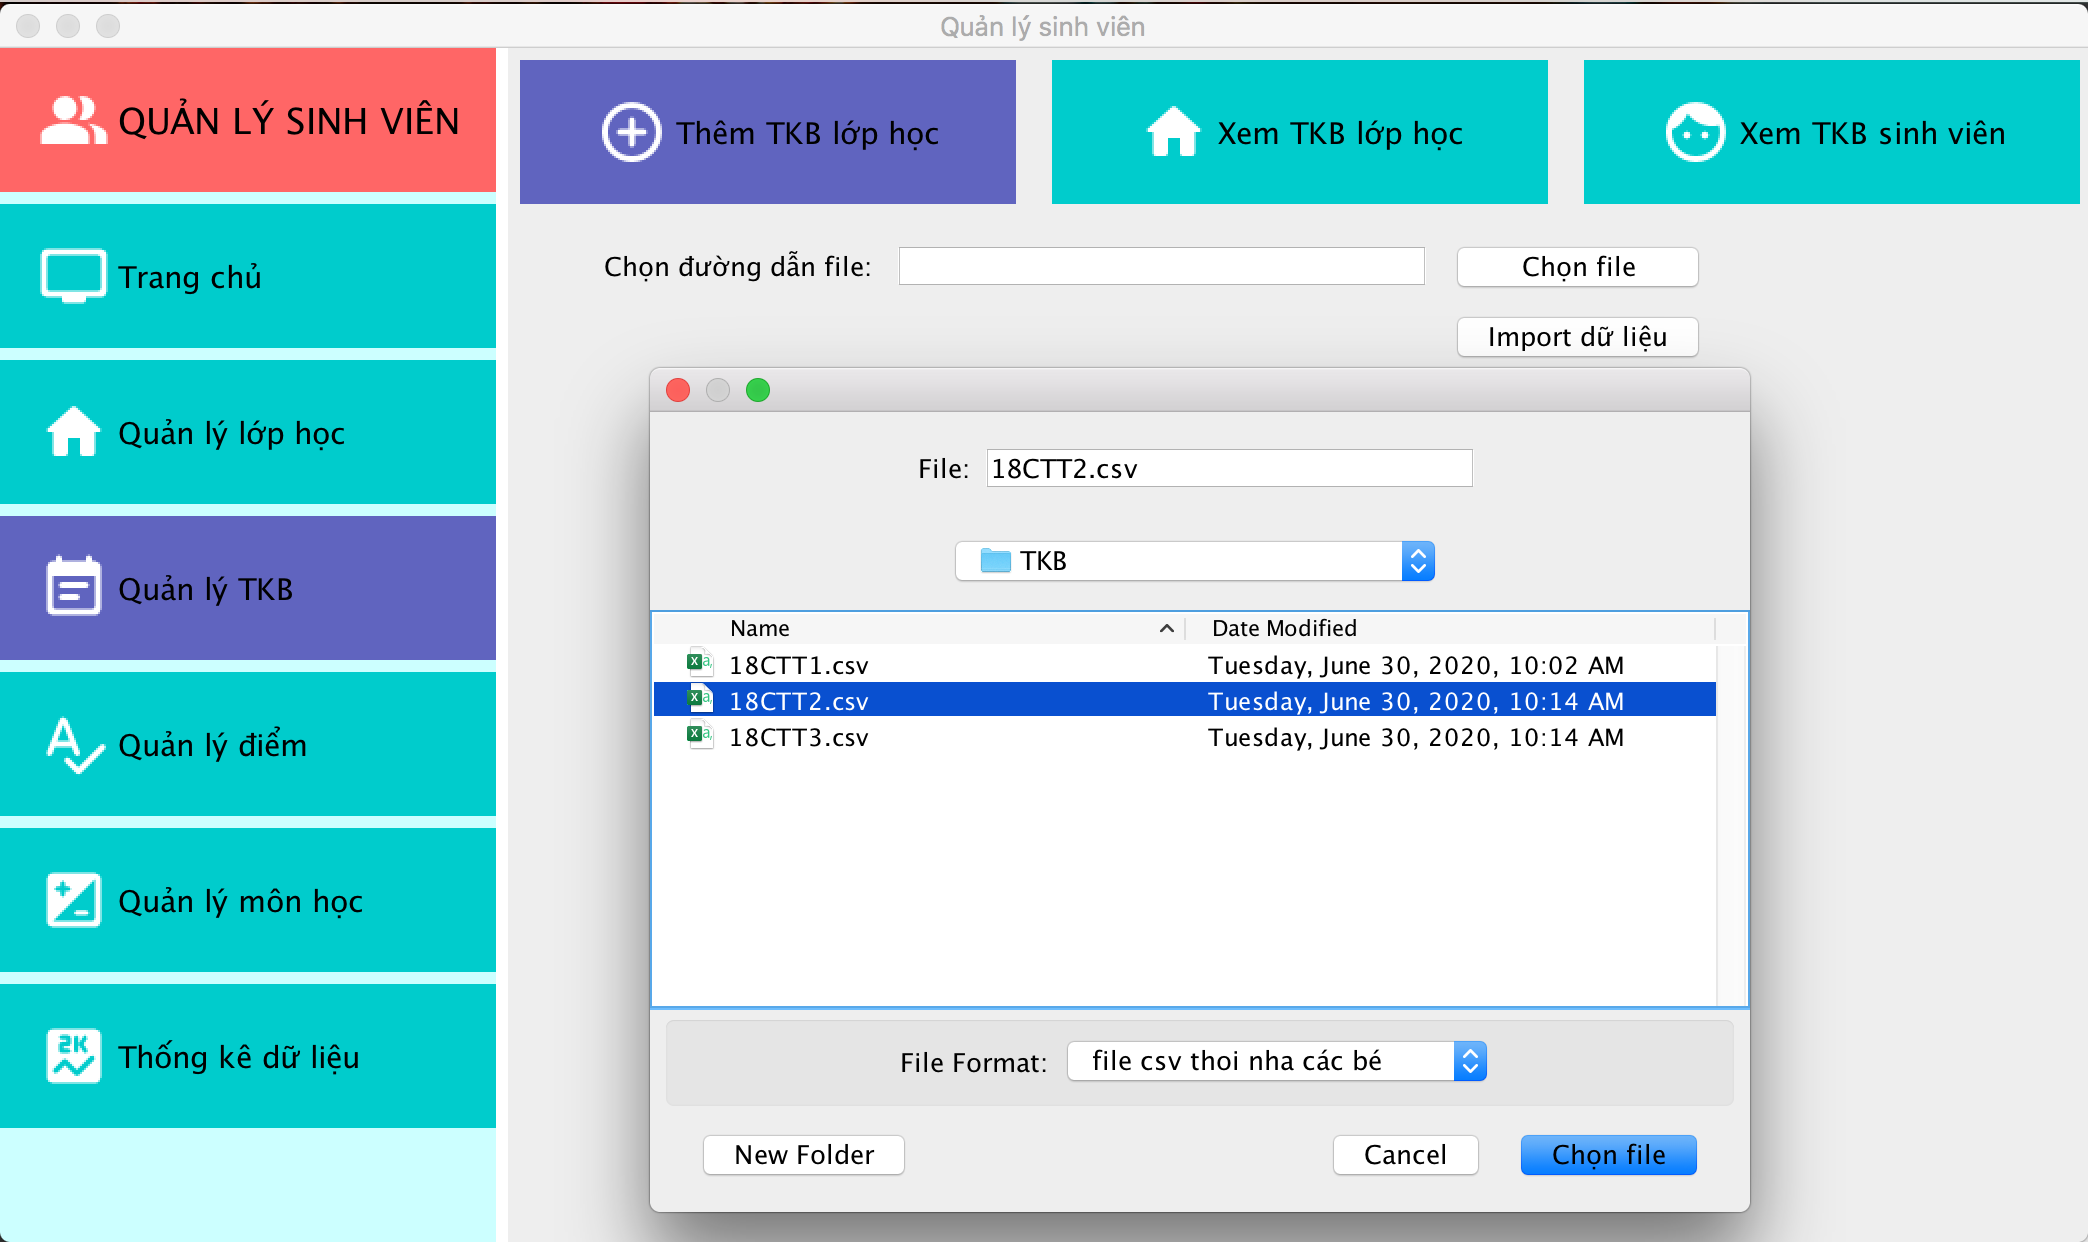 Quản lý sinh viên
QUẢN LÝ SINH VIÊN
Trang chủ
Quản lý lớp học
Quản lý TKB
Quản lý điểm
Quản lý môn học
2K
Thống kê dữ liệu
Thêm TKB lớp học
Xem TKB lớp học
Xem TKB sinh viên
Chọn đường dẫn file:
Chọn file
Import dữ liệu
File: 18CTT2.csv
TKB
Name Date Modified
18CTT1.csv Tuesday, June 30, 2020, 10:02 AM
18CTT2.csv Tuesday, June 30, 2020, 10:14 AM
18CTT3.csv Tuesday, June 30, 2020, 10:14 AM
File Format: file csv thoi nha các bé
New Folder Cancel Chọn file